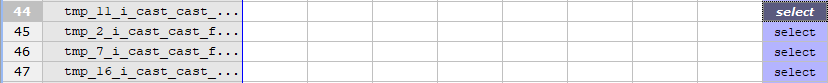 44 tmp_11_i_cast_cast_... select
45 tmp_2_i_cast_cast_f... select
46 tmp_7_i_cast_cast_f... select
47 tmp_16_i_cast_cast_... select